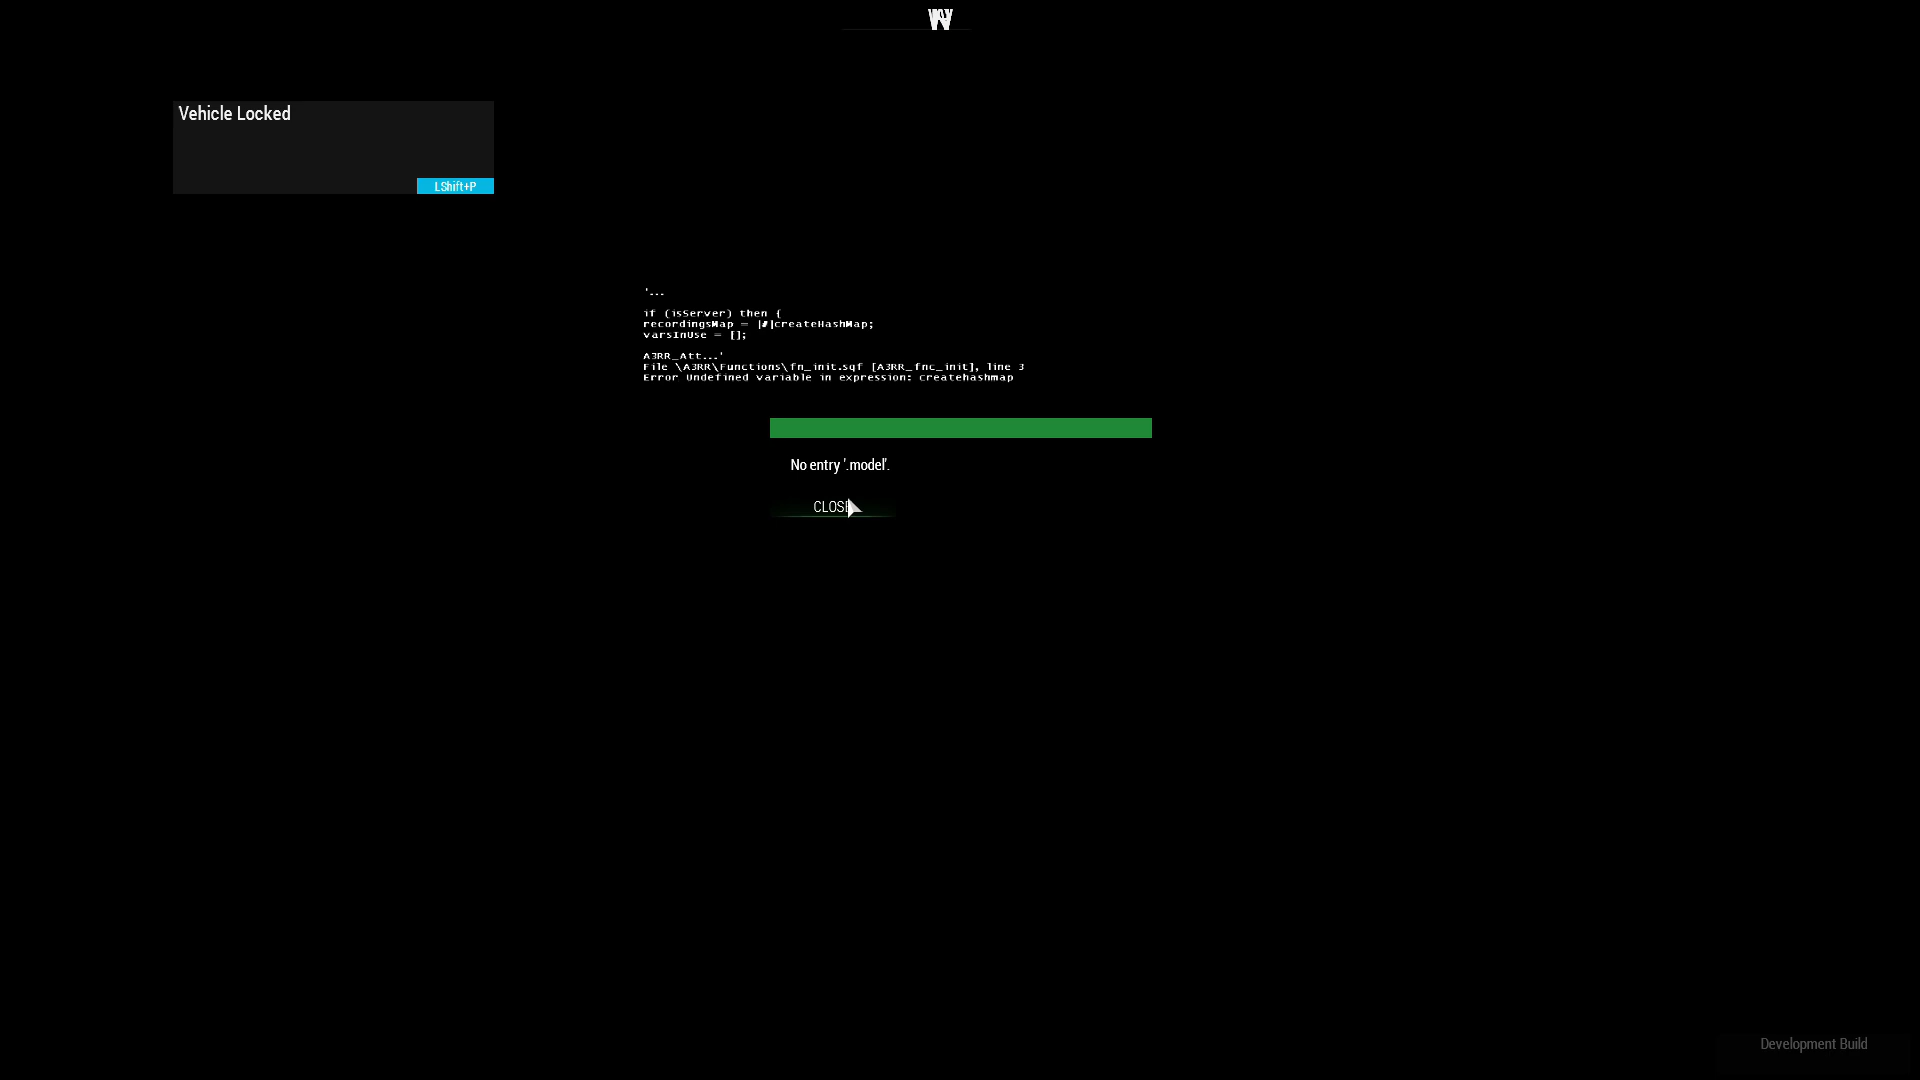 Vehicle Locked
LShift+P
'...
if (isServer) then {
recordingsMap = |#|createHashMap;
varsInUse = [];
A3RR_Att...'
File \A3RR\Functions\fn_init.sqf [A3RR_fnc_init], line 3
Error Undefined variable in expression: createhashmap
No entry '.model'.
CLOSE
Development Build